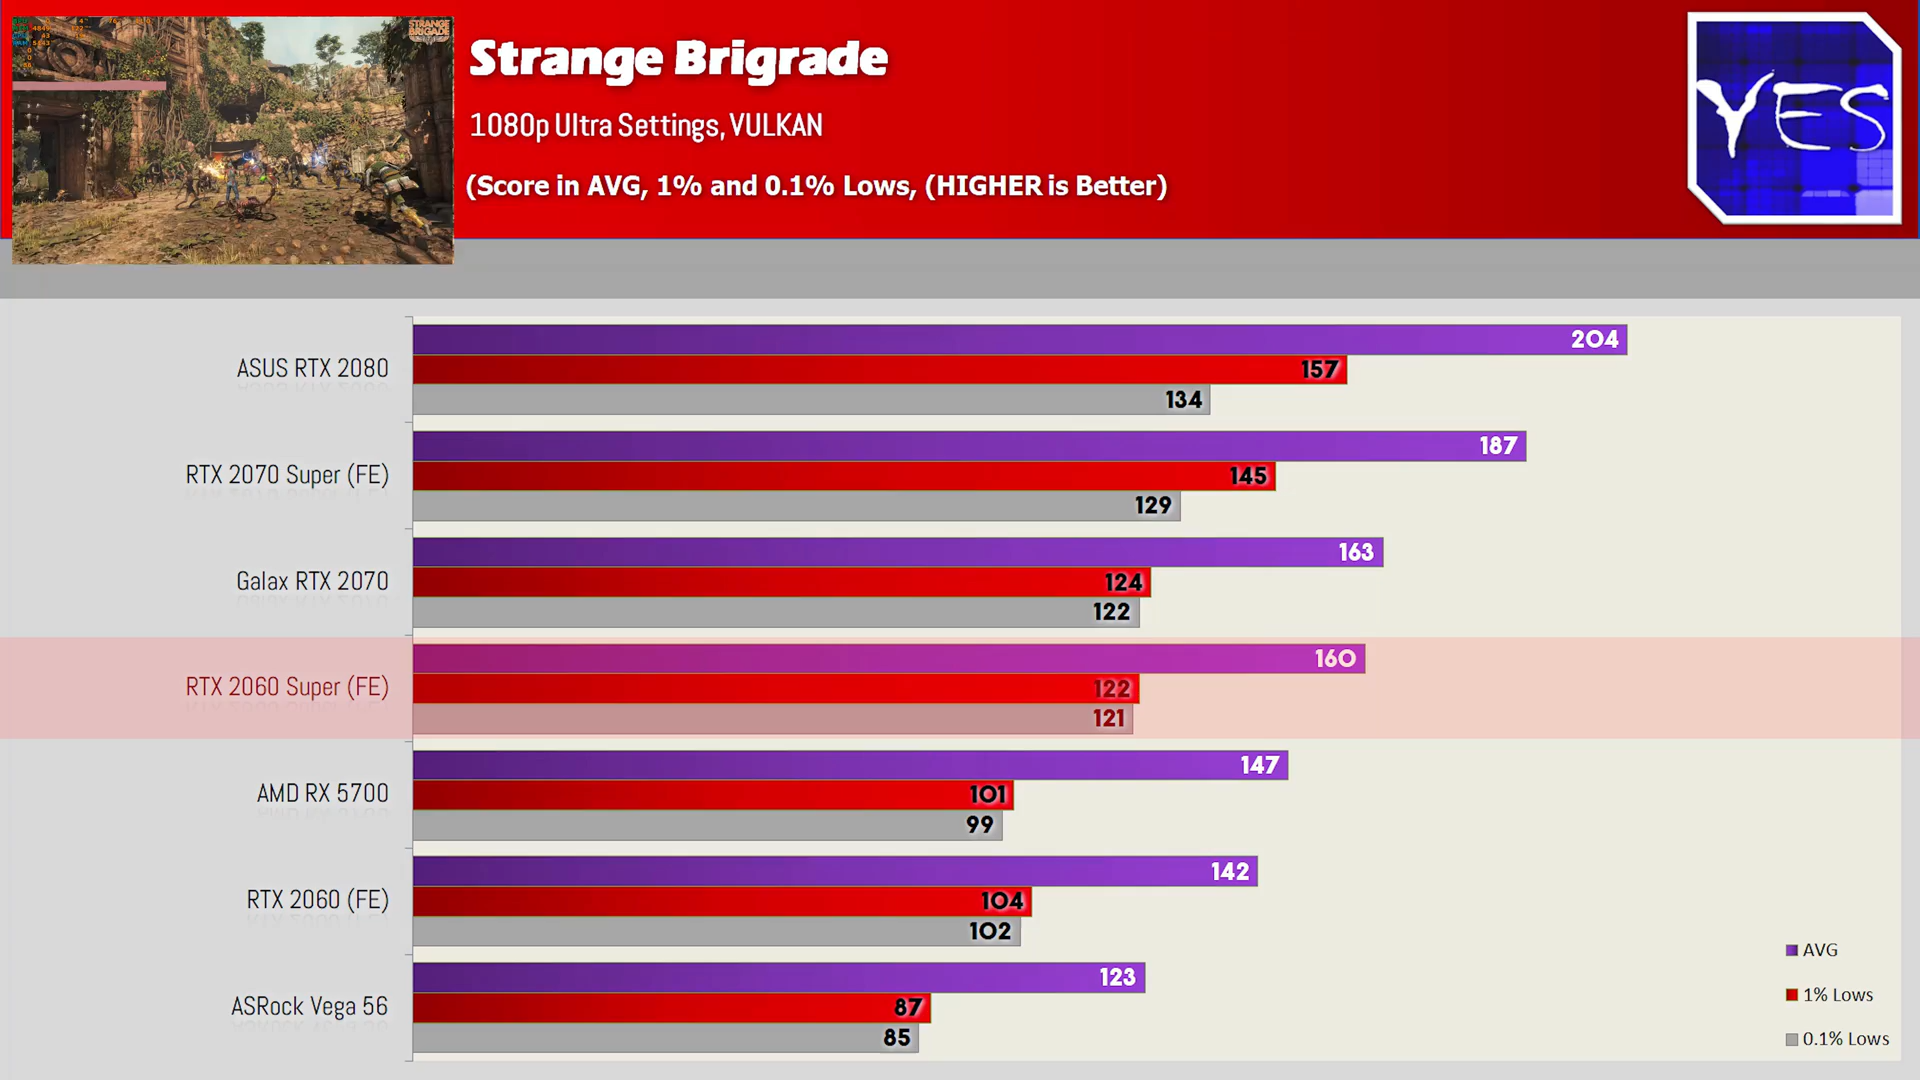 STRANGE BRIGADE
Strange Brigrade
1080p Ultra Settings, VULKAN
(Score in AVG, 1% and 0.1% Lows, (HIGHER is Better)
YES
ASUS RTX 2080
204
157
134
RTX 2070 Super (FE)
187
145
129
Galax RTX 2070
163
124
122
RTX 2060 Super (FE)
160
122
121
AMD RX 5700
147
101
99
RTX 2060 (FE)
142
104
102
ASRock Vega 56
123
87
85
AVG
1% Lows
0.1% Lows